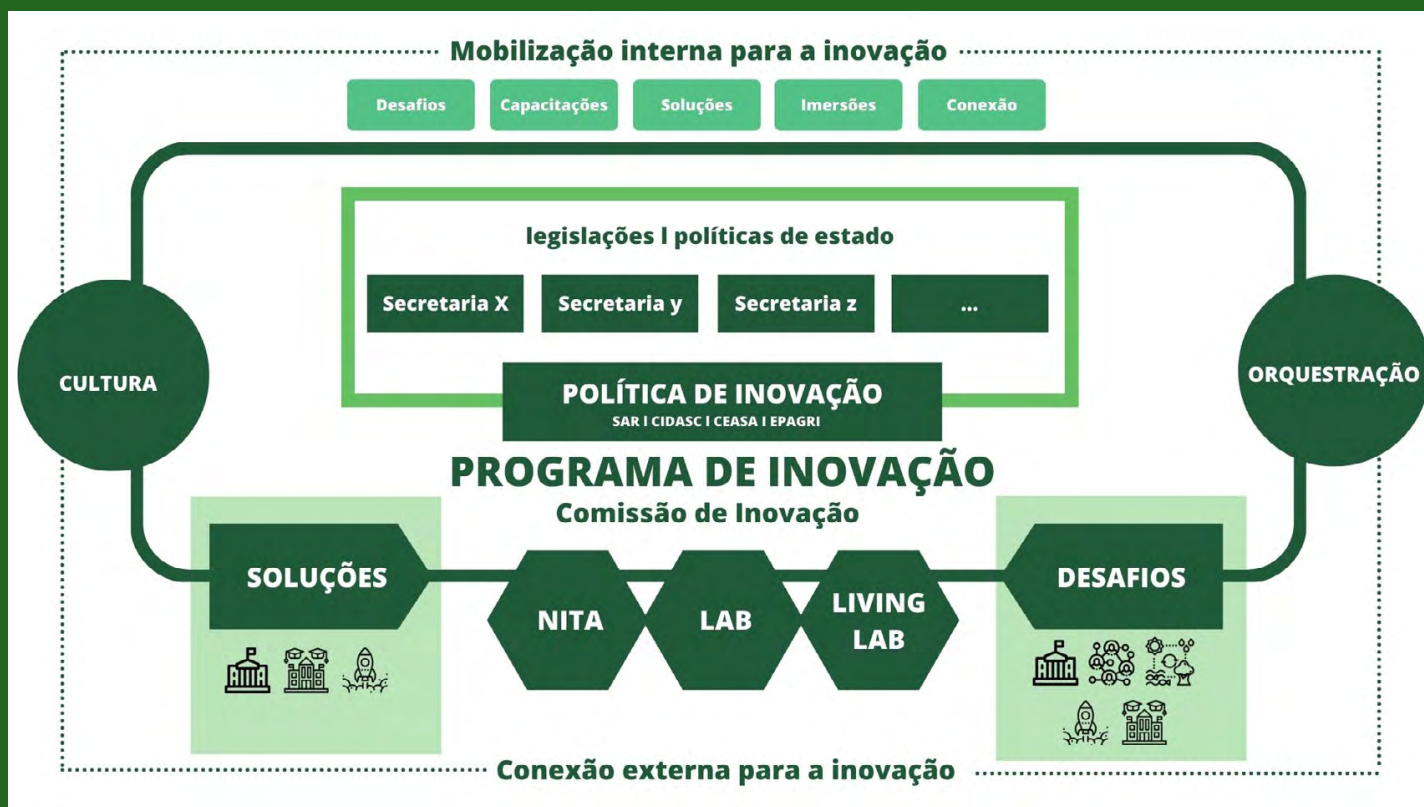 Mobilização interna para a inovação
Desafios
Capacitações
Soluções
Imersões
Conexão
legislações l políticas de estado
Secretaria X
Secretaria y
Secretaria z
...
CULTURA
ORQUESTRAÇÃO
POLÍTICA DE INOVAÇÃO
SAR l CIDASC l CEASA l EPAGRI
PROGRAMA DE INOVAÇÃO
Comissão de Inovação
SOLUÇÕES
NITA
LAB
LIVING
LAB
DESAFIOS
Conexão externa para a inovação